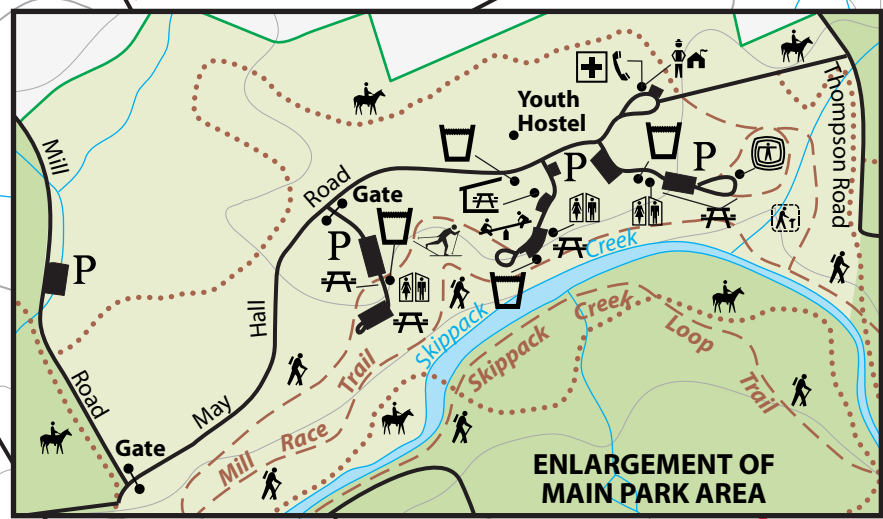 Youth
Hostel
Thompson Road
Mill
Road
Gate
P
P
P
P
Creek
Hall
Skippack
Creek
Skippack
Loop
Trail
Trail
Road
May
Mill Race
Gate
ENLARGEMENT OF
MAIN PARK AREA